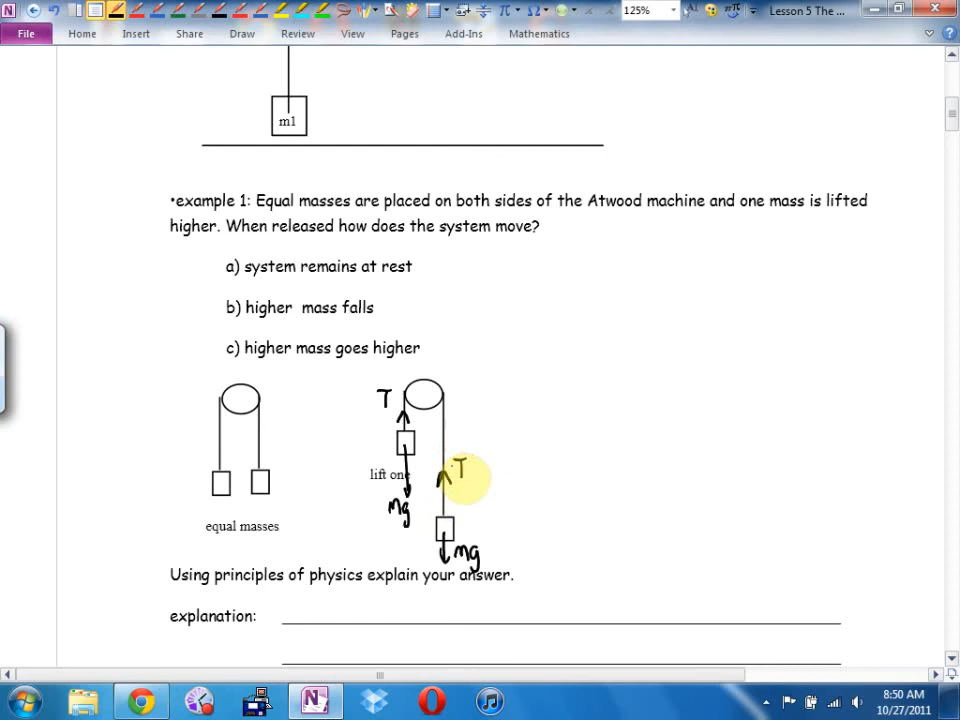 125%
Lesson 5 The ...
File Home Insert Share Draw Review View Pages Add-Ins Mathematics
m1
•example 1: Equal masses are placed on both sides of the Atwood machine and one mass is lifted
higher. When released how does the system move?
a) system remains at rest
b) higher mass falls
c) higher mass goes higher
T
T
lift one
mg
equal masses
mg
Using principles of physics explain your answer.
explanation:
8:50 AM
10/27/2011